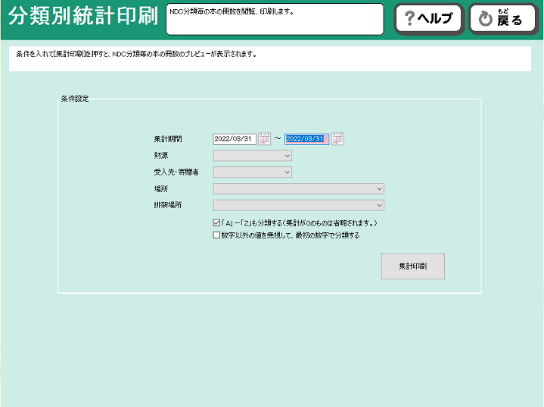 分類別統計印刷
NDC分類毎の本の冊数を閲覧、印刷します。
?ヘルプ
もど
戻る
条件を入れて[集計印刷]を押すと、NDC分類毎の本の冊数のプレビューが表示されます。
条件設定
集計期間 2022/03/31 ～ 2022/03/31
財源
受入先・寄贈者
場所
排架場所
「A」～「Z」も分類する(集計が0のものは省略されます。)
数字以外の値を無視して、最初の数字で分類する
集計印刷